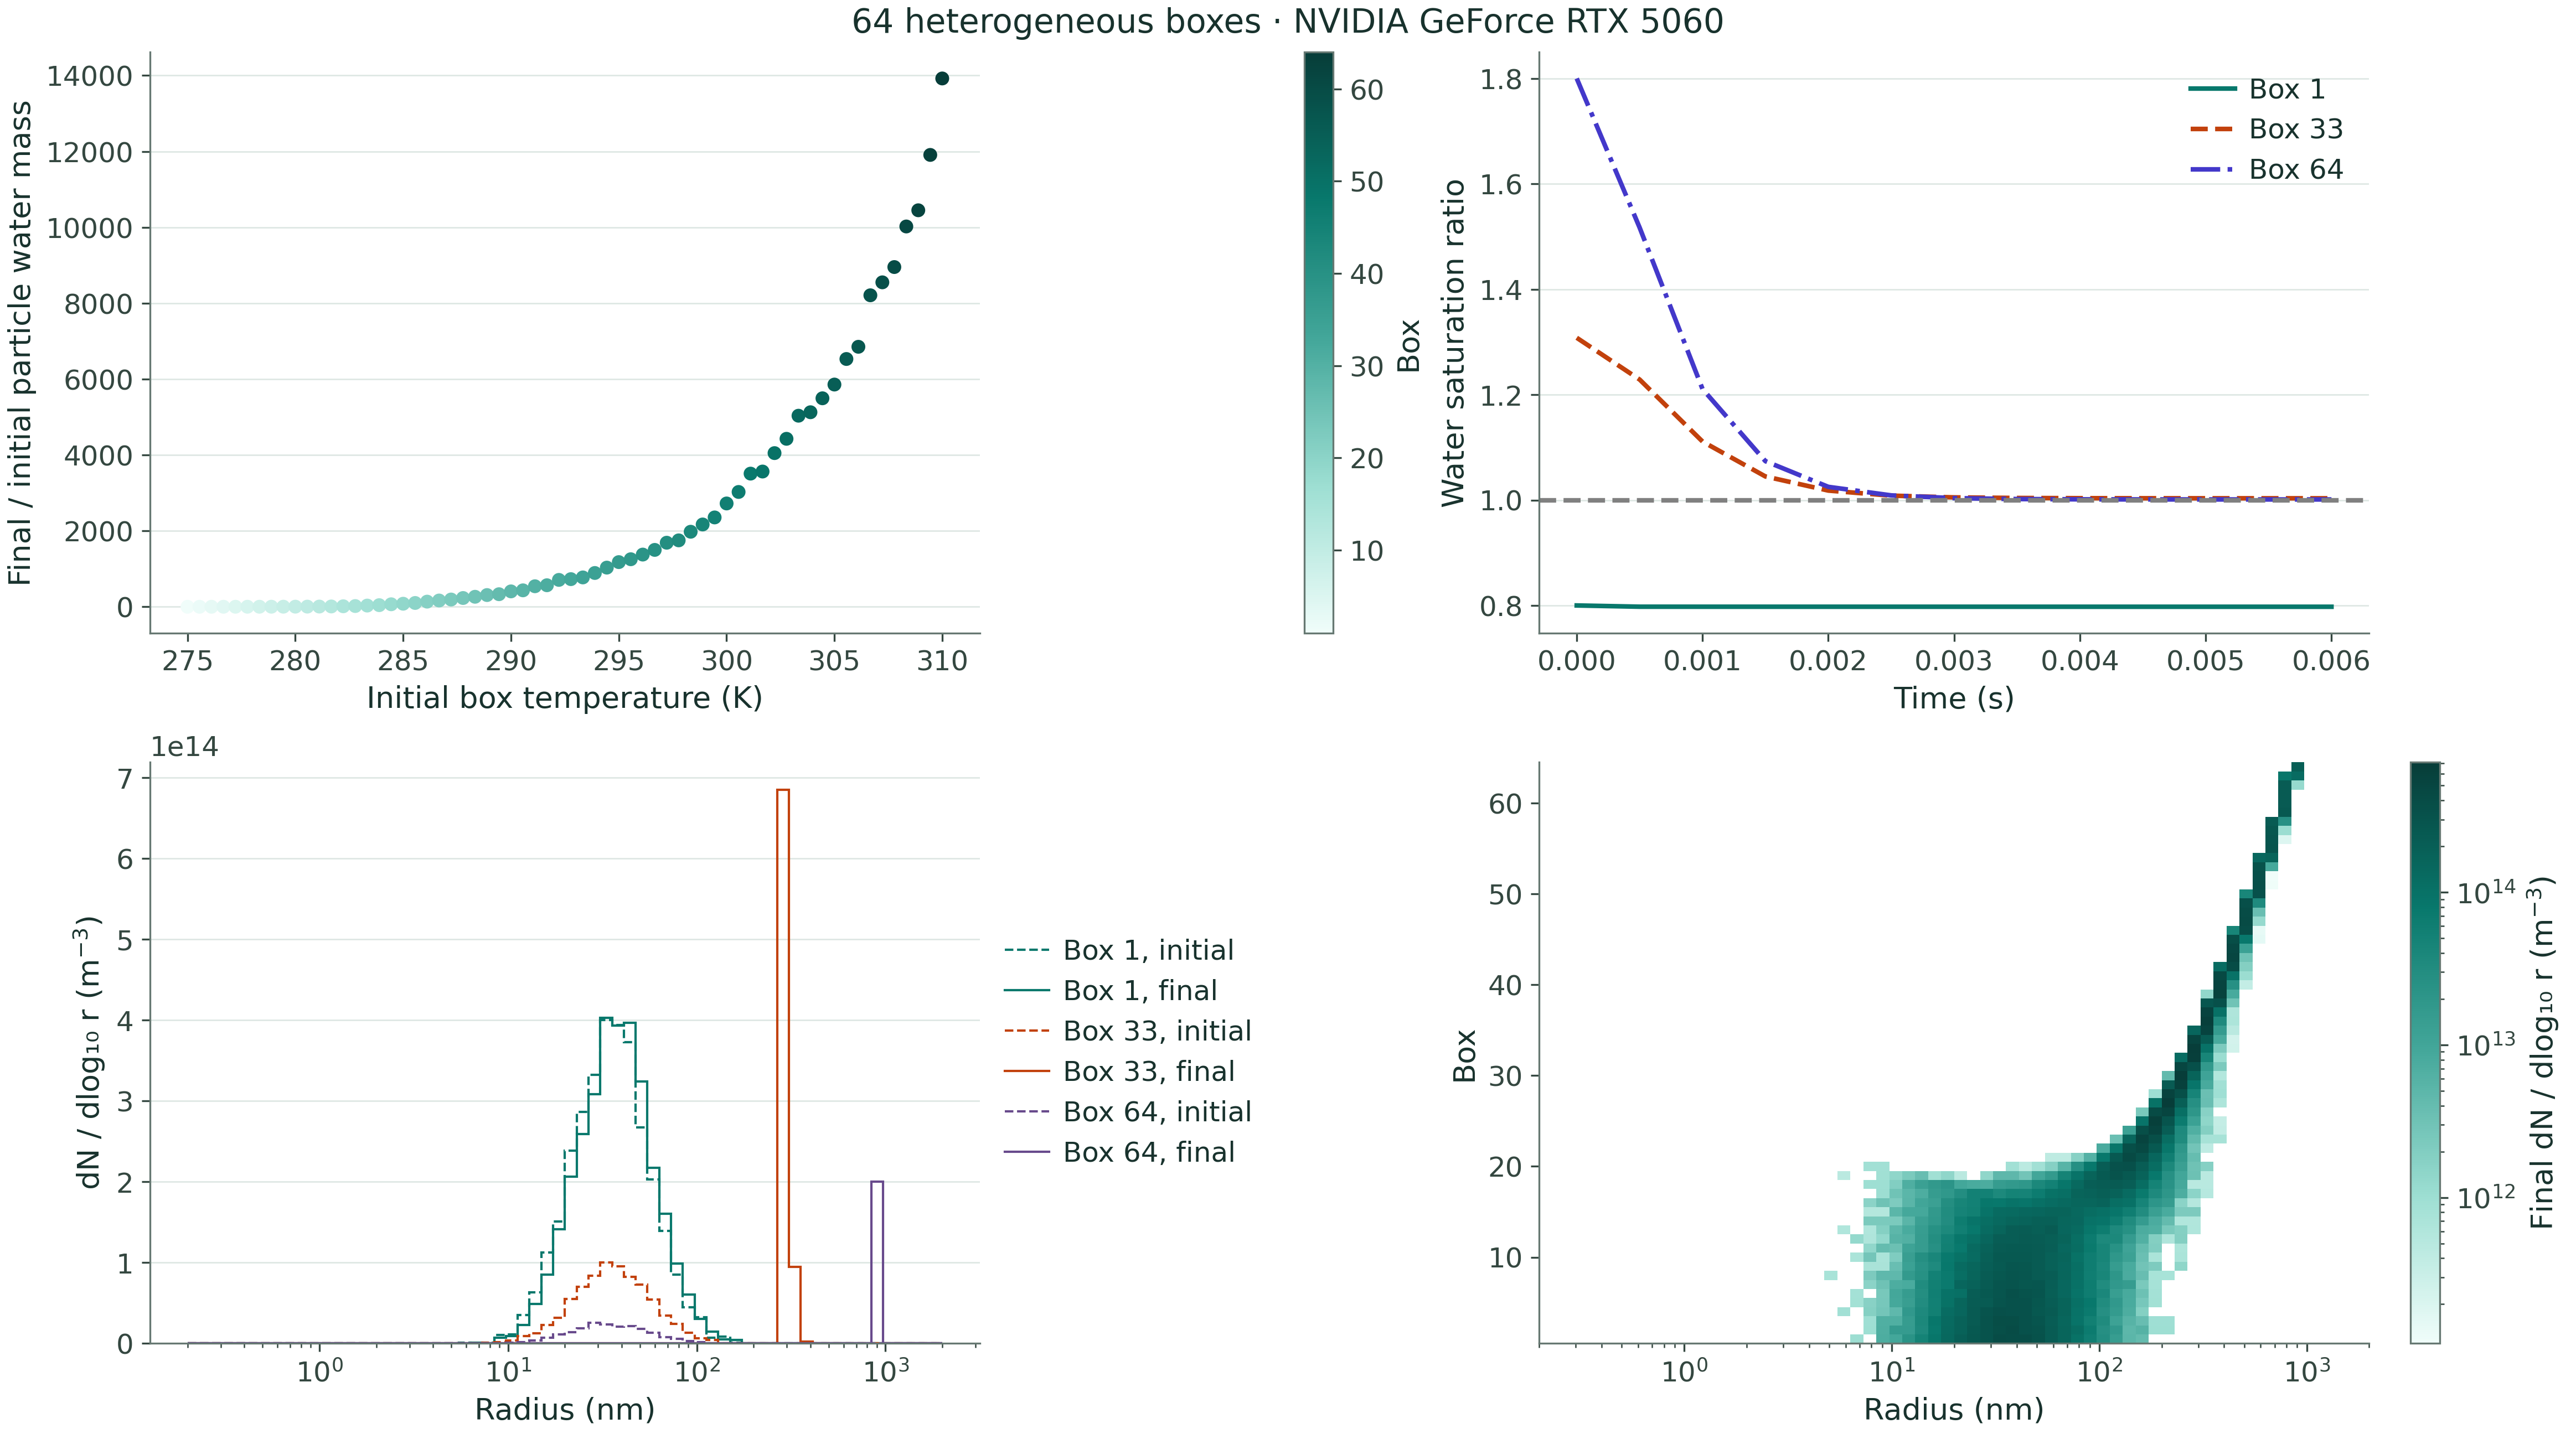 64 heterogeneous boxes · NVIDIA GeForce RTX 5060
Final / initial particle water mass
14000
12000
10000
8000
6000
4000
2000
0
275 280 285 290 295 300 305 310
Initial box temperature (K)
60
50
40
30
20
10
Box
Water saturation ratio
1.8
1.6
1.4
1.2
1.0
0.8
Box 1
Box 33
Box 64
0.000 0.001 0.002 0.003 0.004 0.005 0.006
Time (s)
1e14
dN / dlog₁₀ r (m⁻³)
7
6
5
4
3
2
1
0
10⁰ 10¹ 10² 10³
Radius (nm)
Box 1, initial
Box 1, final
Box 33, initial
Box 33, final
Box 64, initial
Box 64, final
Box
60
50
40
30
20
10
10⁰ 10¹ 10² 10³
Radius (nm)
10¹⁴
10¹³
10¹²
Final dN / dlog₁₀ r (m⁻³)